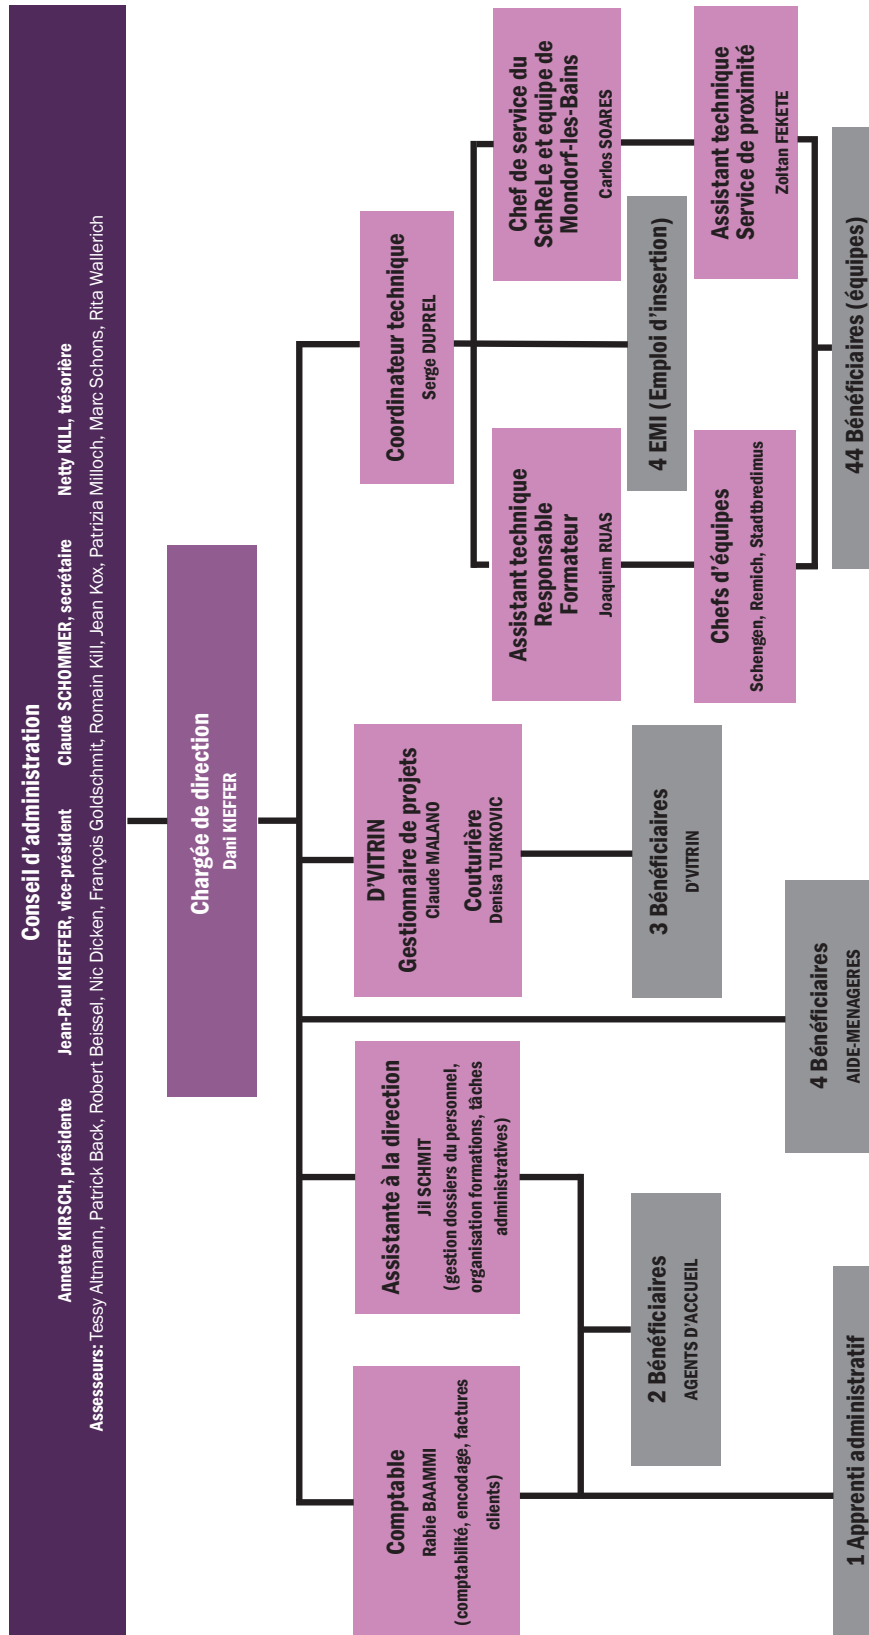 Conseil d'administration
Annette KIRSCH, présidente Jean-Paul KIEFFER, vice-président Claude SCHOMMER, secrétaire Netty KILL, trésorière
Assesseurs: Tessy Altmann, Patrick Back, Robert Beissel, Nic Dicken, François Goldschmit, Romain Kill, Jean Kox, Patrizia Milloch, Marc Schons, Rita Wallerich
Chargée de direction
Dani KIEFFER
Comptable
Rabie BAAMMI
(comptabilité, encodage, factures
clients)
Assistante à la direction
Jil SCHMIT
(gestion dossiers du personnel,
organisation formations, tâches
administratives)
D'VITRIN
Gestionnaire de projets
Claude MALANO
Couturière
Denisa TURKOVIC
Coordinateur technique
Serge DUPREL
Assistant technique
Responsable
Formateur
Joaquim RUAS
Chef de service du
SchReLe et equipe de
Mondorf-les-Bains
Carlos SOARES
4 EMI (Emploi d'insertion)
Chefs d'équipes
Schengen, Remich, Stadtbredimus
Assistant technique
Service de proximité
Zoltan FEKETE
2 Bénéficiaires
AGENTS D'ACCUEIL
3 Bénéficiaires
D'VITRIN
4 Bénéficiaires
AIDE-MENAGERES
1 Apprenti administratif
44 Bénéficiaires (équipes)